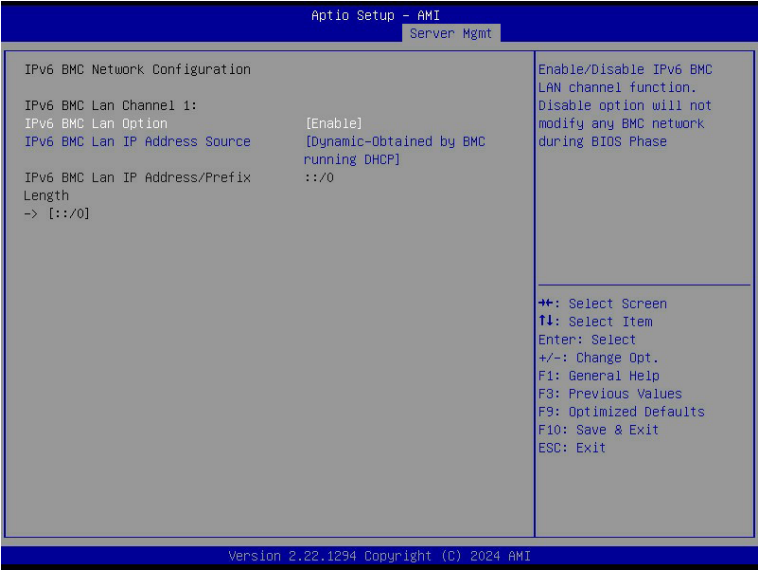 Aptio Setup – AMI
Server Mgmt
IPv6 BMC Network Configuration
IPv6 BMC Lan Channel 1:
IPv6 BMC Lan Option [Enable]
IPv6 BMC Lan IP Address Source [Dynamic-Obtained by BMC
running DHCP]
IPv6 BMC Lan IP Address/Prefix ::/0
Length
-> [::/0]
Enable/Disable IPv6 BMC
LAN channel function.
Disable option will not
modify any BMC network
during BIOS Phase
→←: Select Screen
↑↓: Select Item
Enter: Select
+/-: Change Opt.
F1: General Help
F3: Previous Values
F9: Optimized Defaults
F10: Save & Exit
ESC: Exit
Version 2.22.1294 Copyright (C) 2024 AMI